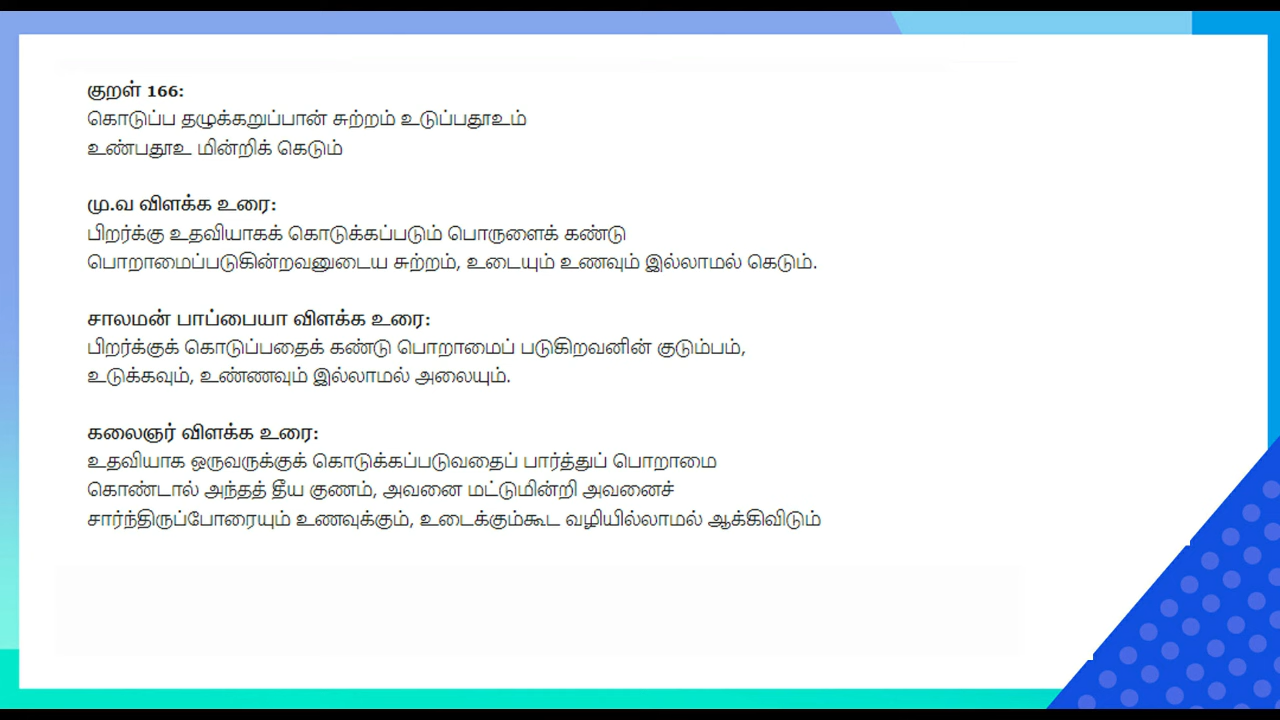 குறள் 166:
கொடுப்ப தழுக்கறுப்பான் சுற்றம் உடுப்பதூஉம்
உண்பதூஉ மின்றிக் கெடும்
மு.வ விளக்க உரை:
பிறர்க்கு உதவியாகக் கொடுக்கப்படும் பொருளைக் கண்டு
பொறாமைப்படுகின்றவனுடைய சுற்றம், உடையும் உணவும் இல்லாமல் கெடும்.
சாலமன் பாப்பையா விளக்க உரை:
பிறர்க்குக் கொடுப்பதைக் கண்டு பொறாமைப் படுகிறவனின் குடும்பம்,
உடுக்கவும், உண்ணவும் இல்லாமல் அலையும்.
கலைஞர் விளக்க உரை:
உதவியாக ஒருவருக்குக் கொடுக்கப்படுவதைப் பார்த்துப் பொறாமை
கொண்டால் அந்தத் தீய குணம், அவனை மட்டுமின்றி அவனைச்
சார்ந்திருப்போரையும் உணவுக்கும், உடைக்கும்கூட வழியில்லாமல் ஆக்கிவிடும்